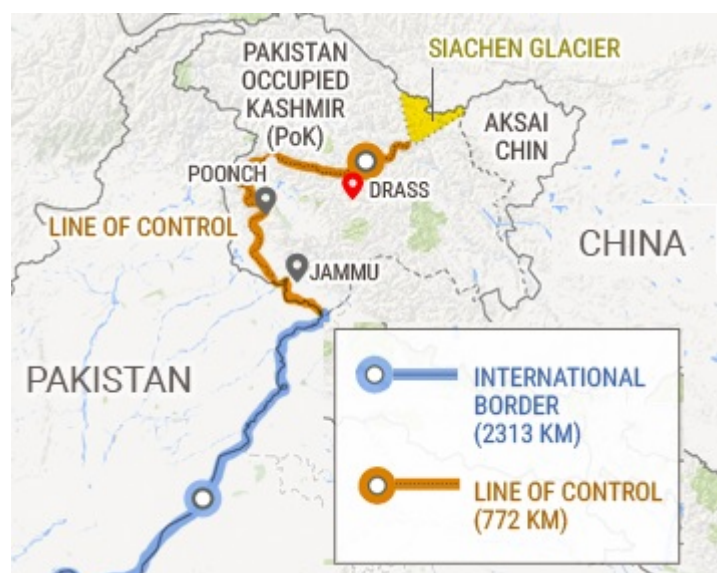 SIACHEN GLACIER
PAKISTAN
OCCUPIED
KASHMIR
(PoK)
AKSAI
CHIN
POONCH
DRASS
LINE OF CONTROL
CHINA
JAMMU
PAKISTAN
INTERNATIONAL
BORDER
(2313 KM)
LINE OF CONTROL
(772 KM)